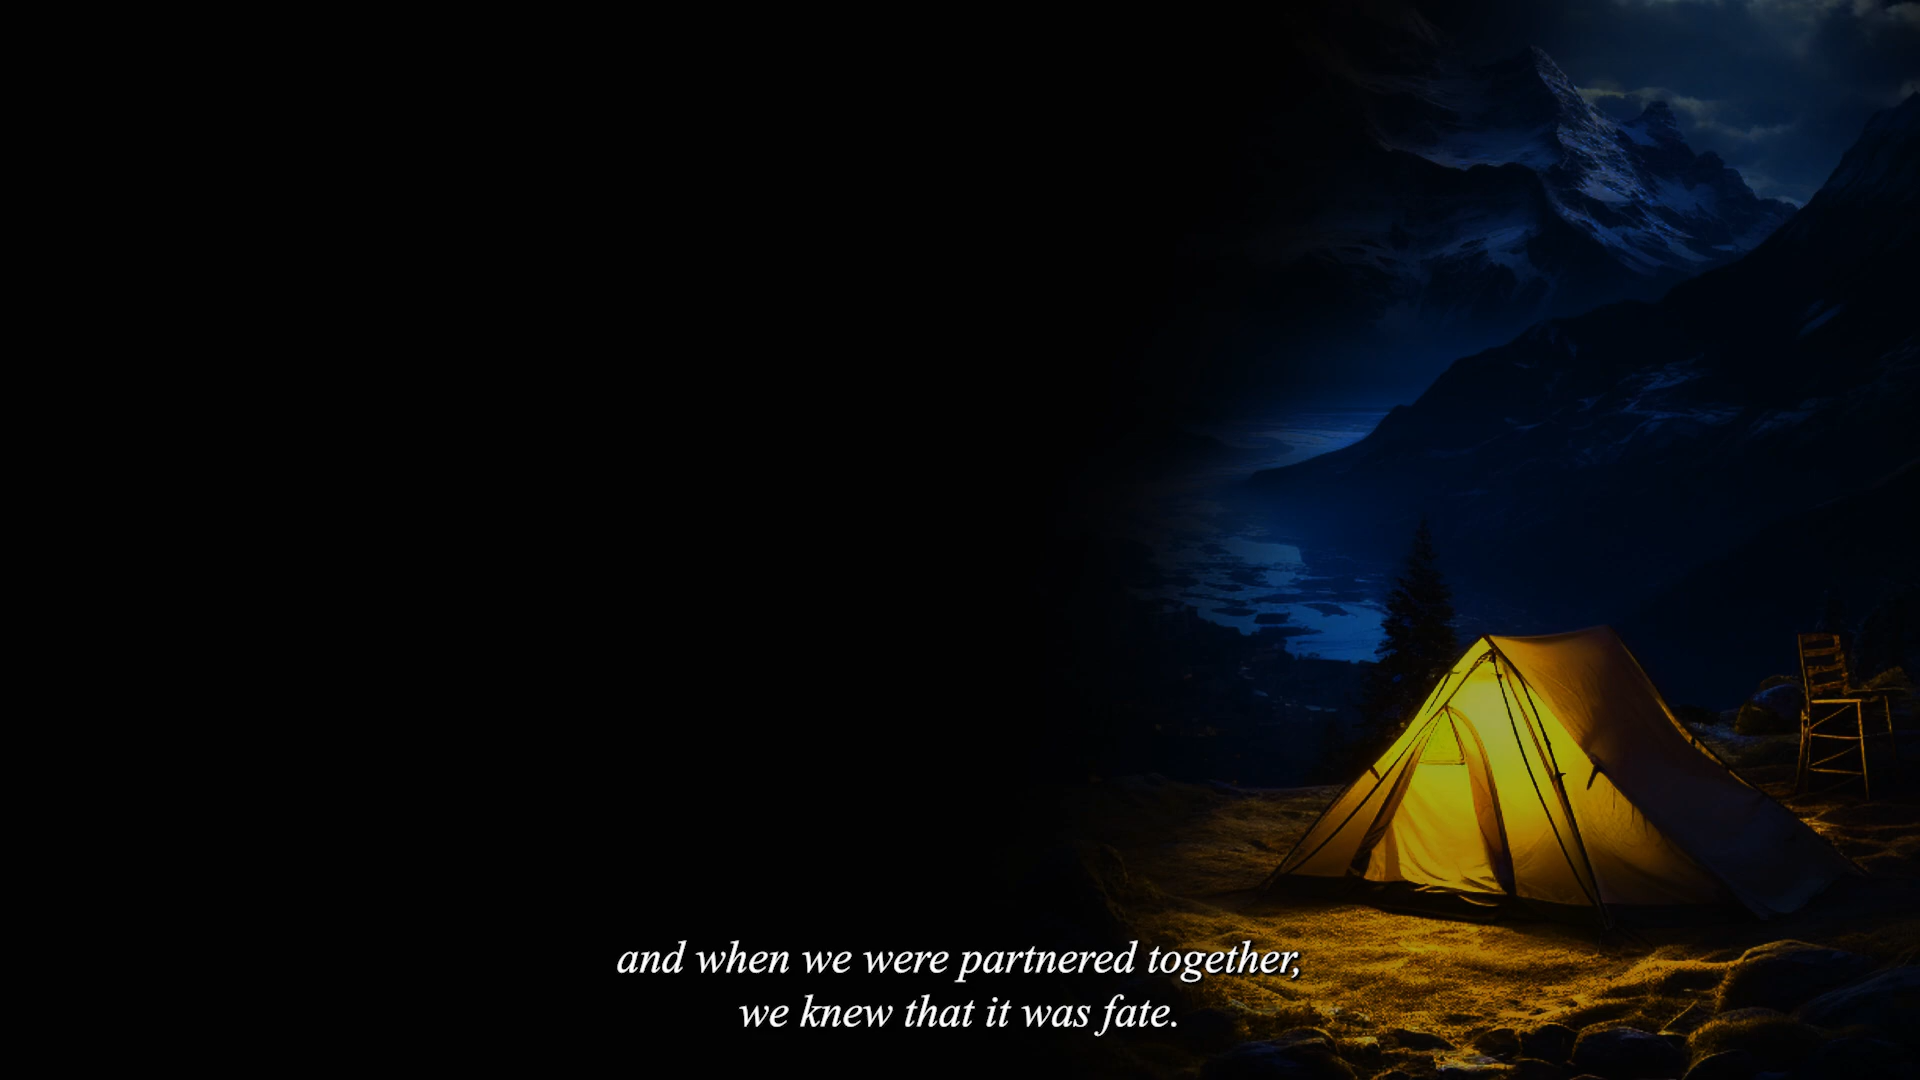 and when we were partnered together,
we knew that it was fate.